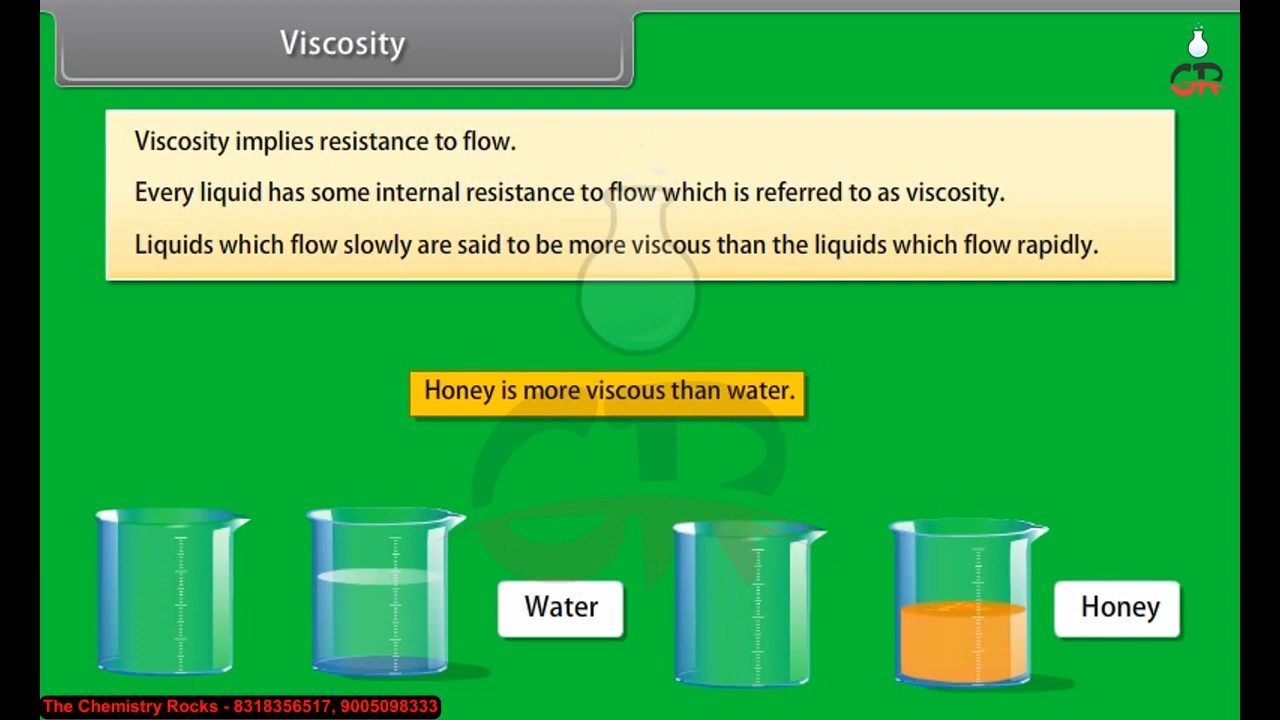 Viscosity
GR
Viscosity implies resistance to flow.
Every liquid has some internal resistance to flow which is referred to as viscosity.
Liquids which flow slowly are said to be more viscous than the liquids which flow rapidly.
Honey is more viscous than water.
Water
Honey
The Chemistry Rocks - 8318356517, 9005098333